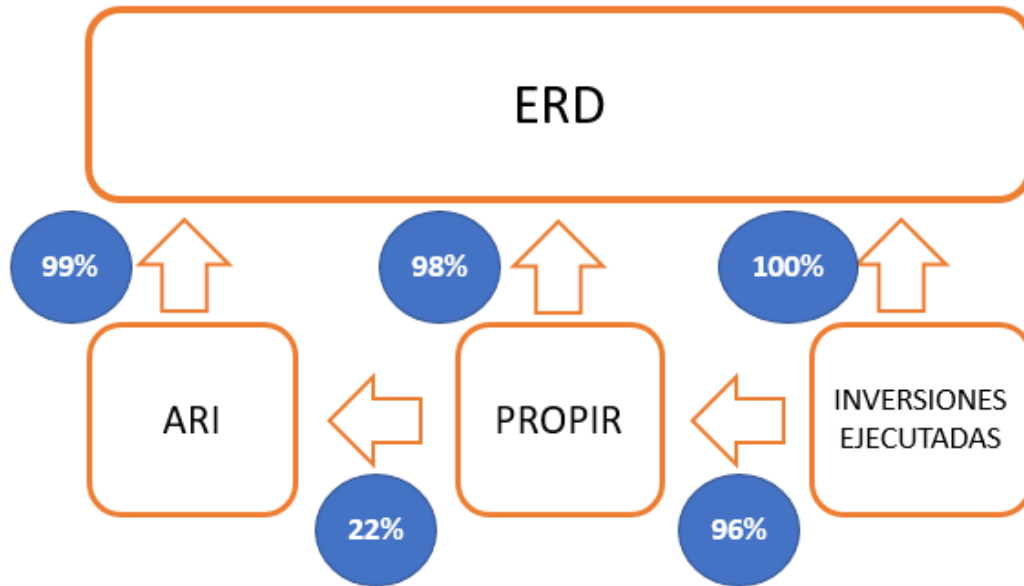 ERD
99%
98%
100%
ARI
PROPIR
INVERSIONES
EJECUTADAS
22%
96%